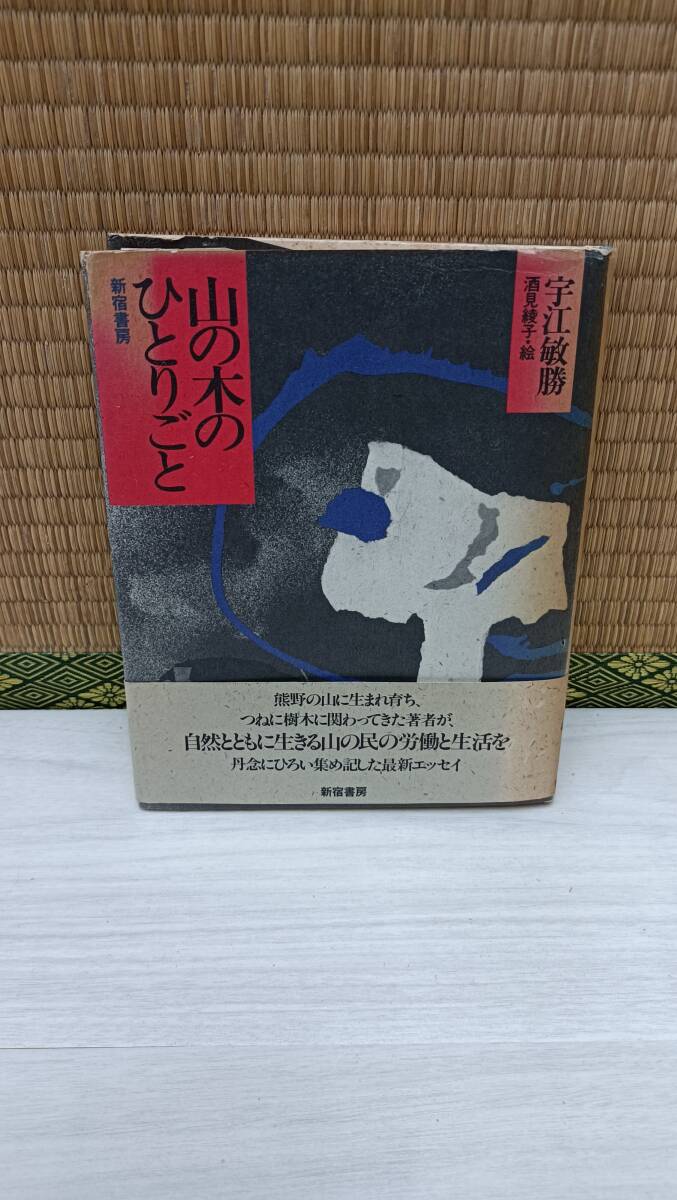 宇江敏勝
酒見綾子・絵
山の木の
ひとりごと
新宿書房
熊野の山に生まれ育ち、
つねに樹木に関わってきた著者が、
自然とともに生きる山の民の労働と生活を
丹念にひろい集め記した最新エッセイ
新宿書房